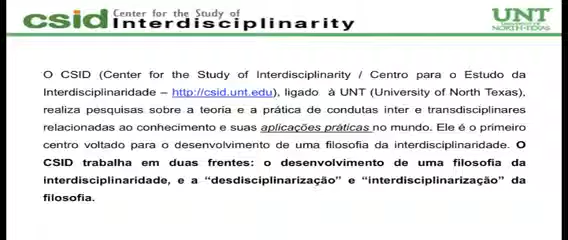 csid Center for the Study of
Interdisciplinarity
UNT
UNIVERSITY OF
NORTH·TEXAS
O CSID (Center for the Study of Interdisciplinarity / Centro para o Estudo da
Interdisciplinaridade – http://csid.unt.edu), ligado à UNT (University of North Texas),
realiza pesquisas sobre a teoria e a prática de condutas inter e transdisciplinares
relacionadas ao conhecimento e suas aplicações práticas no mundo. Ele é o primeiro
centro voltado para o desenvolvimento de uma filosofia da interdisciplinaridade. O
CSID trabalha em duas frentes: o desenvolvimento de uma filosofia da
interdisciplinaridade, e a “desdisciplinarização” e “interdisciplinarização” da
filosofia.